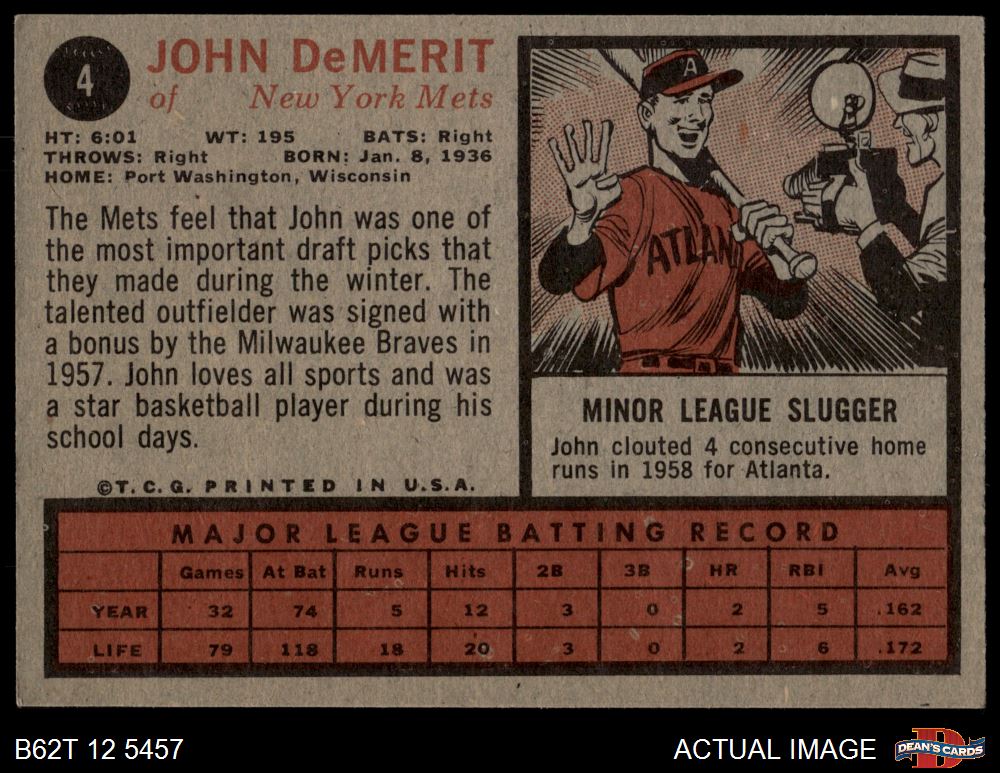 4
JOHN DeMERIT
of New York Mets
HT: 6:01 WT: 195 BATS: Right
THROWS: Right BORN: Jan. 8, 1936
HOME: Port Washington, Wisconsin
The Mets feel that John was one of
the most important draft picks that
they made during the winter. The
talented outfielder was signed with
a bonus by the Milwaukee Braves in
1957. John loves all sports and was
a star basketball player during his
school days.
©T. C. G. PRINTED IN U.S.A.
A
ATLAN
MINOR LEAGUE SLUGGER
John clouted 4 consecutive home
runs in 1958 for Atlanta.
MAJOR LEAGUE BATTING RECORD
Games At Bat Runs Hits 2B 3B HR RBI Avg
YEAR 32 74 5 12 3 0 2 5 .162
LIFE 79 118 18 20 3 0 2 6 .172
B62T 12 5457
ACTUAL IMAGE
D
DEAN'S CARDS